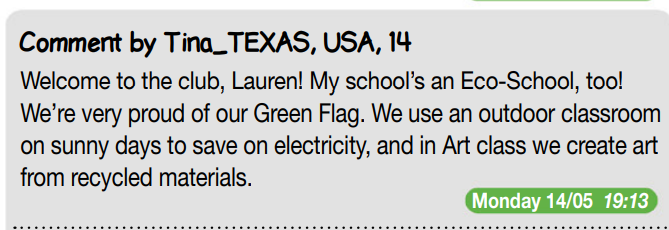 Comment by Tina_TEXAS, USA, 14
Welcome to the club, Lauren! My school's an Eco-School, too!
We're very proud of our Green Flag. We use an outdoor classroom
on sunny days to save on electricity, and in Art class we create art
from recycled materials.
Monday 14/05 19:13